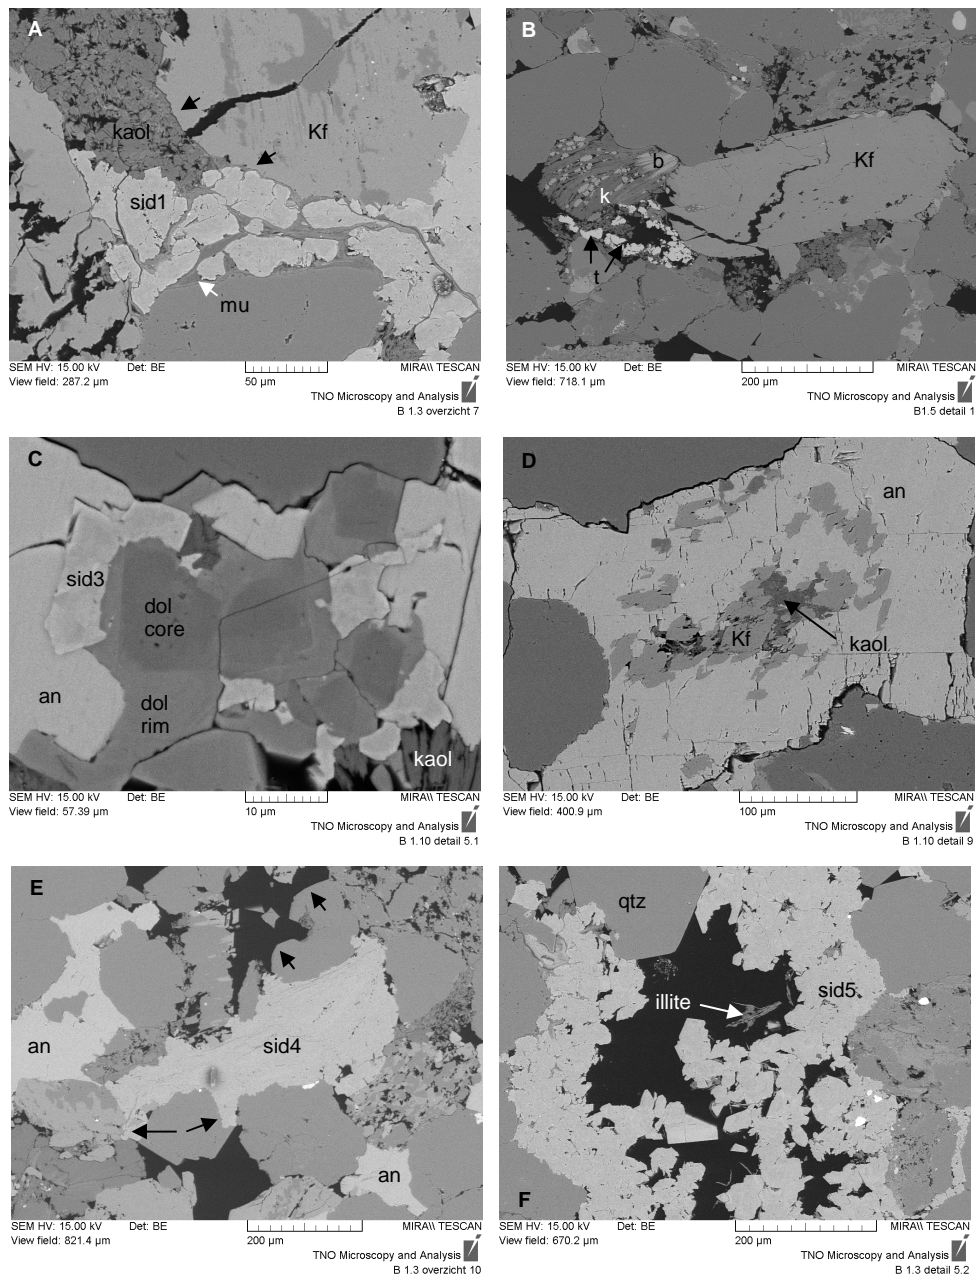 A
kaol
Kf
sid1
mu
SEM HV: 15.00 kV Det: BE MIRA\\ TESCAN
View field: 287.2 µm 50 µm
TNO Microscopy and Analysis
B 1.3 overzicht 7
B
b
Kf
k
t
SEM HV: 15.00 kV Det: BE MIRA\\ TESCAN
View field: 718.1 µm 200 µm
TNO Microscopy and Analysis
B1.5 detail 1
C
sid3
dol
core
an
dol
rim
kaol
SEM HV: 15.00 kV Det: BE MIRA\\ TESCAN
View field: 57.39 µm 10 µm
TNO Microscopy and Analysis
B 1.10 detail 5.1
D
an
Kf
kaol
SEM HV: 15.00 kV Det: BE MIRA\\ TESCAN
View field: 400.9 µm 100 µm
TNO Microscopy and Analysis
B 1.10 detail 9
E
an
sid4
an
SEM HV: 15.00 kV Det: BE MIRA\\ TESCAN
View field: 821.4 µm 200 µm
TNO Microscopy and Analysis
B 1.3 overzicht 10
qtz
sid5
illite
F
SEM HV: 15.00 kV Det: BE MIRA\\ TESCAN
View field: 670.2 µm 200 µm
TNO Microscopy and Analysis
B 1.3 detail 5.2